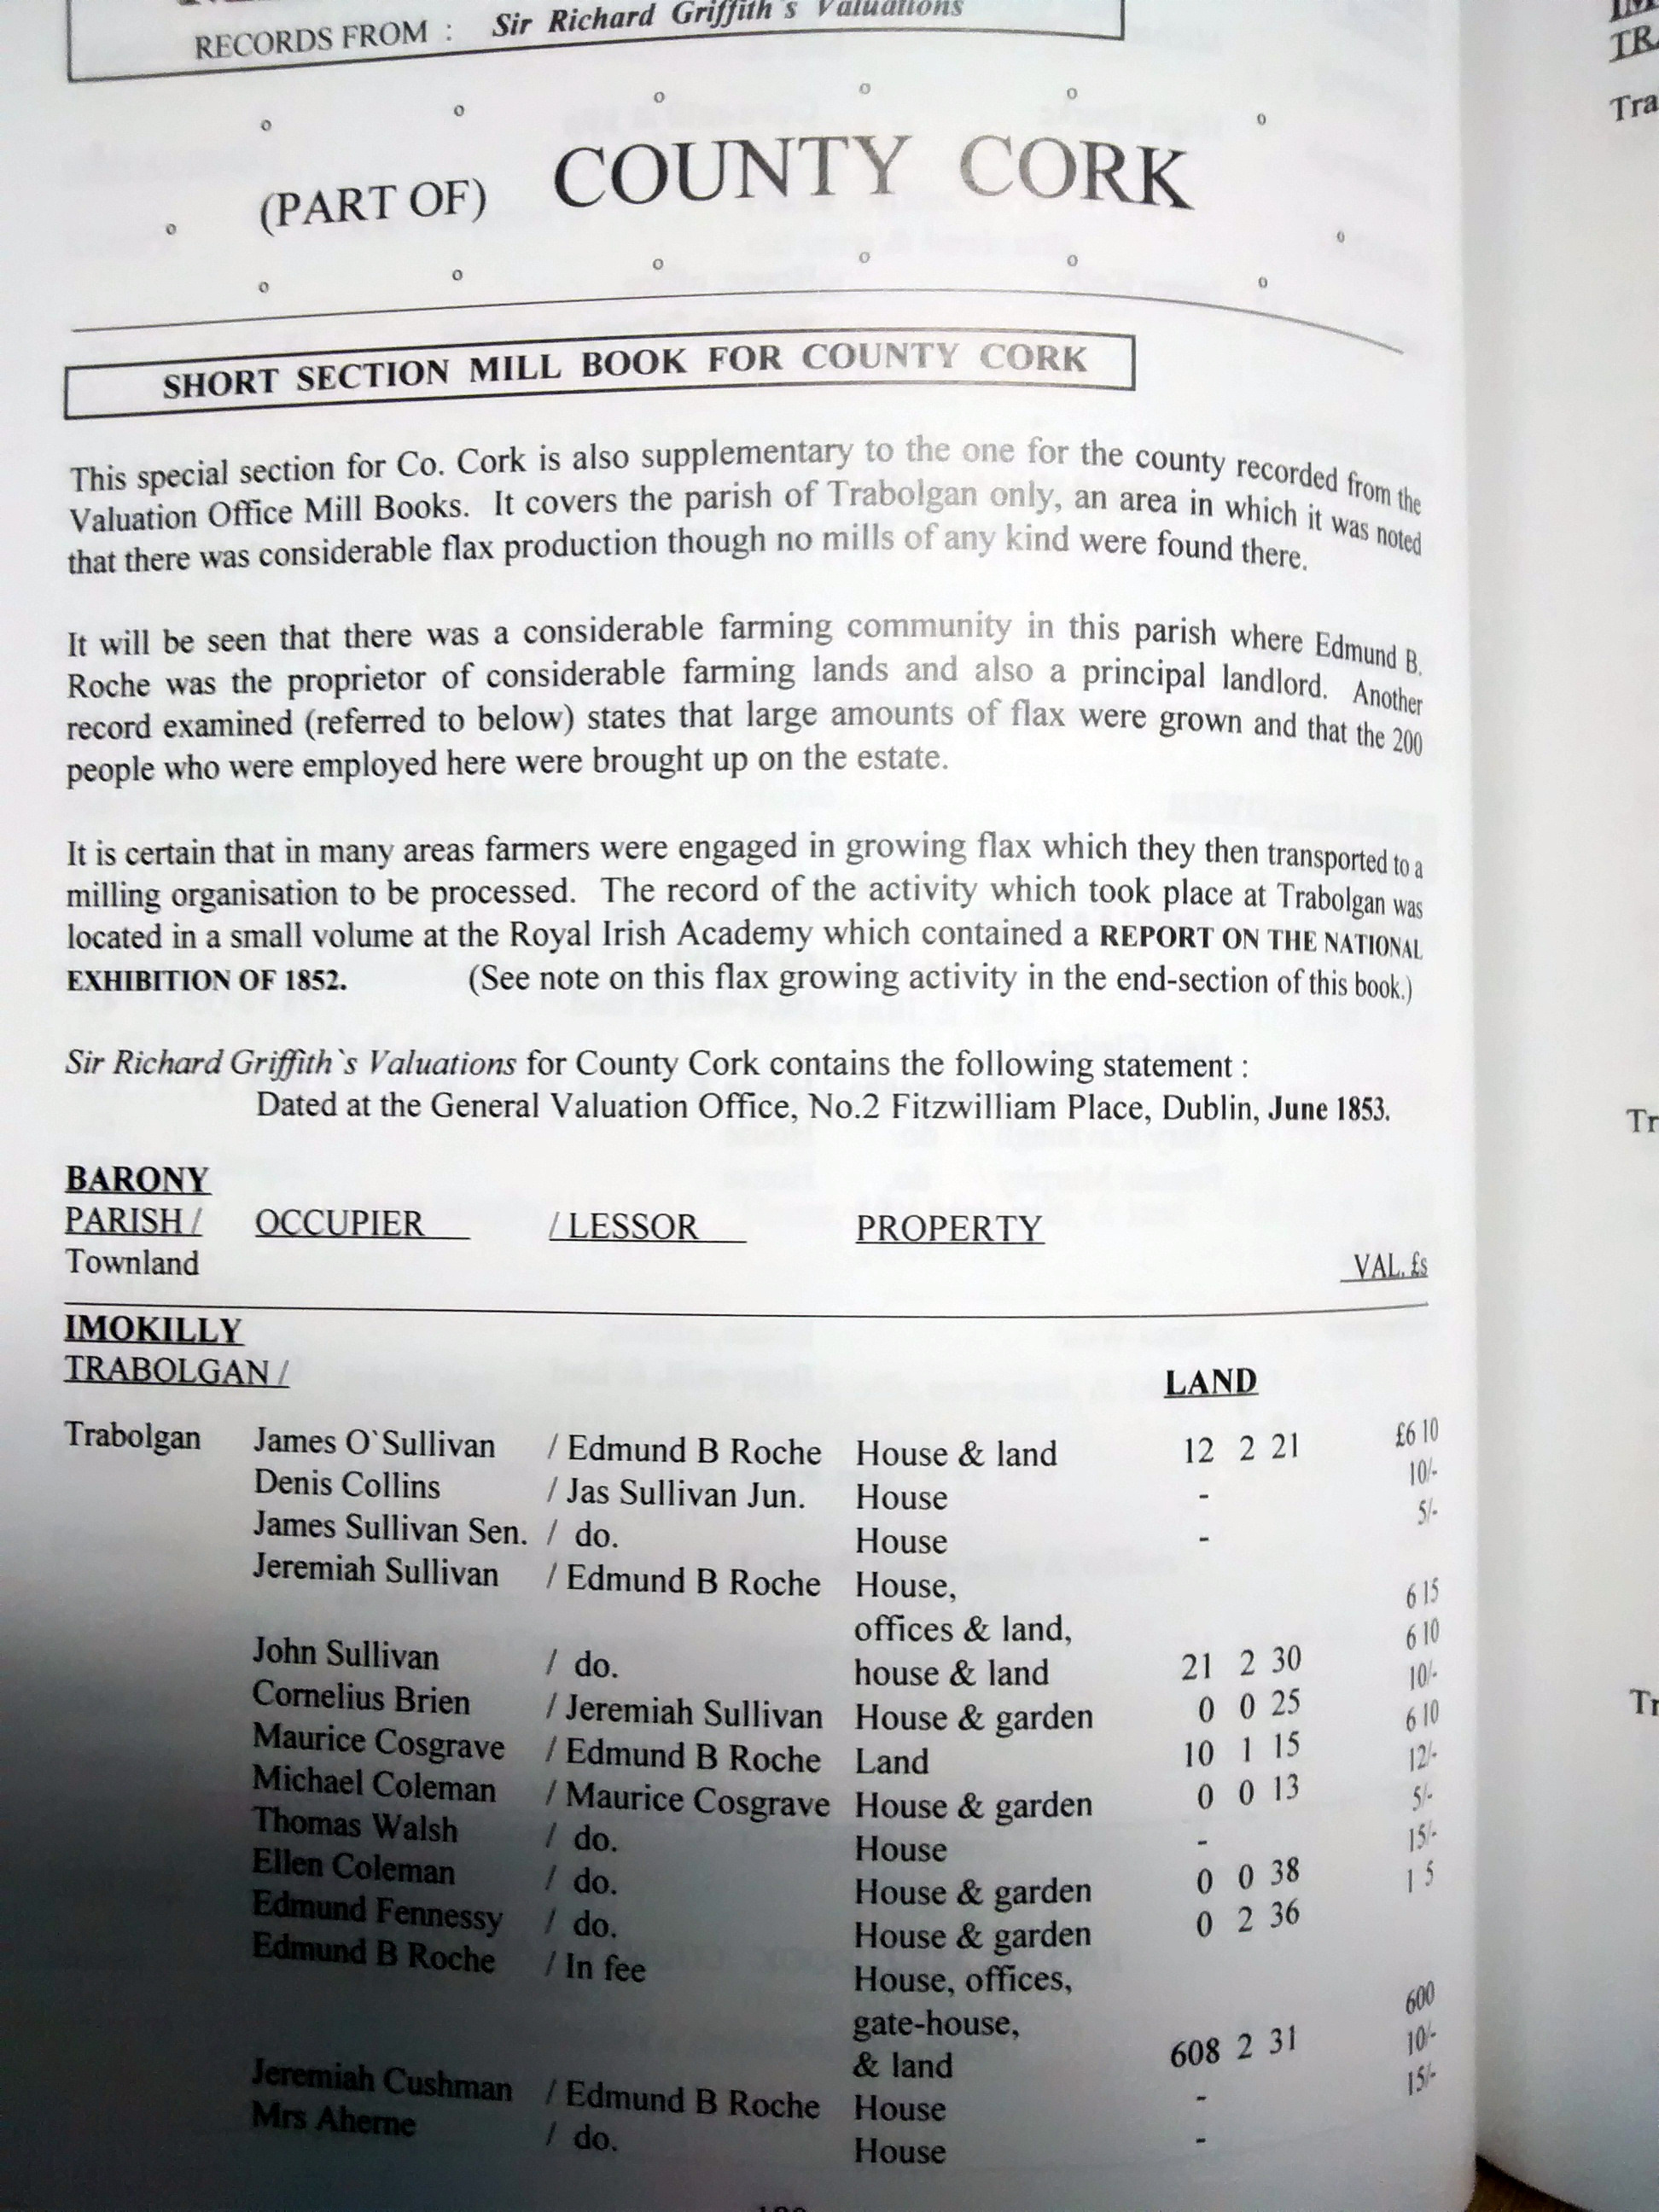 RECORDS FROM : Sir Richard Griffith`s Valuations
(PART OF) COUNTY CORK
SHORT SECTION MILL BOOK FOR COUNTY CORK
This special section for Co. Cork is also supplementary to the one for the county recorded from the
Valuation Office Mill Books. It covers the parish of Trabolgan only, an area in which it was noted
that there was considerable flax production though no mills of any kind were found there.
It will be seen that there was a considerable farming community in this parish where Edmund B.
Roche was the proprietor of considerable farming lands and also a principal landlord. Another
record examined (referred to below) states that large amounts of flax were grown and that the 200
people who were employed here were brought up on the estate.
It is certain that in many areas farmers were engaged in growing flax which they then transported to a
milling organisation to be processed. The record of the activity which took place at Trabolgan was
located in a small volume at the Royal Irish Academy which contained a REPORT ON THE NATIONAL
EXHIBITION OF 1852. (See note on this flax growing activity in the end-section of this book.)
Sir Richard Griffith`s Valuations for County Cork contains the following statement :
Dated at the General Valuation Office, No.2 Fitzwilliam Place, Dublin, June 1853.
BARONY
PARISH / OCCUPIER / LESSOR PROPERTY
Townland VAL. £s
IMOKILLY
TRABOLGAN / LAND
Trabolgan James O`Sullivan / Edmund B Roche House & land 12 2 21 £6 10
Denis Collins / Jas Sullivan Jun. House - 10/-
James Sullivan Sen. / do. House - 5/-
Jeremiah Sullivan / Edmund B Roche House,
offices & land, 6 15
John Sullivan / do. house & land 21 2 30 6 10
Cornelius Brien / Jeremiah Sullivan House & garden 0 0 25 10/-
Maurice Cosgrave / Edmund B Roche Land 10 1 15 6 10
Michael Coleman / Maurice Cosgrave House & garden 0 0 13 12/-
Thomas Walsh / do. House - 5/-
Ellen Coleman / do. House & garden 0 0 38 15/-
Edmund Fennessy / do. House & garden 0 2 36 1 5
Edmund B Roche / In fee House, offices,
gate-house,
& land 608 2 31 600
Jeremiah Cushman / Edmund B Roche House - 10/-
Mrs Aherne / do. House - 15/-
TRA
Tra
Tr
Tr